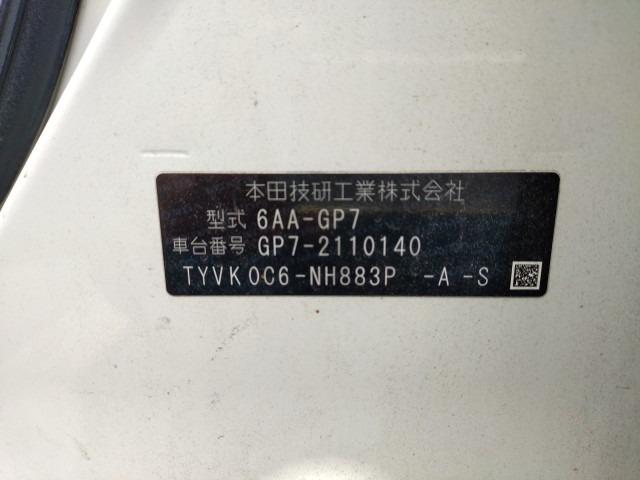 本田技研工業株式会社
型式 6AA-GP7
車台番号 GP7-2110140
TYVK0C6-NH883P -A -S